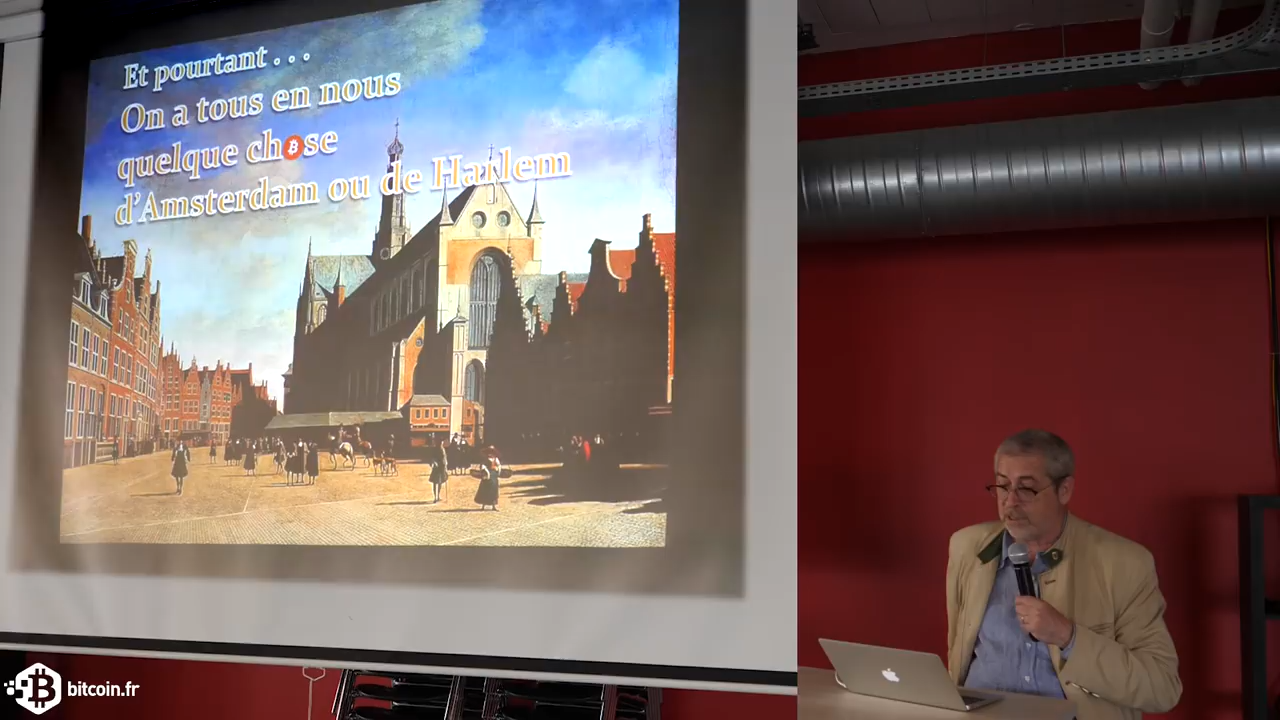 Et pourtant . . .
On a tous en nous
quelque chose
d'Amsterdam ou de Harlem
bitcoin.fr